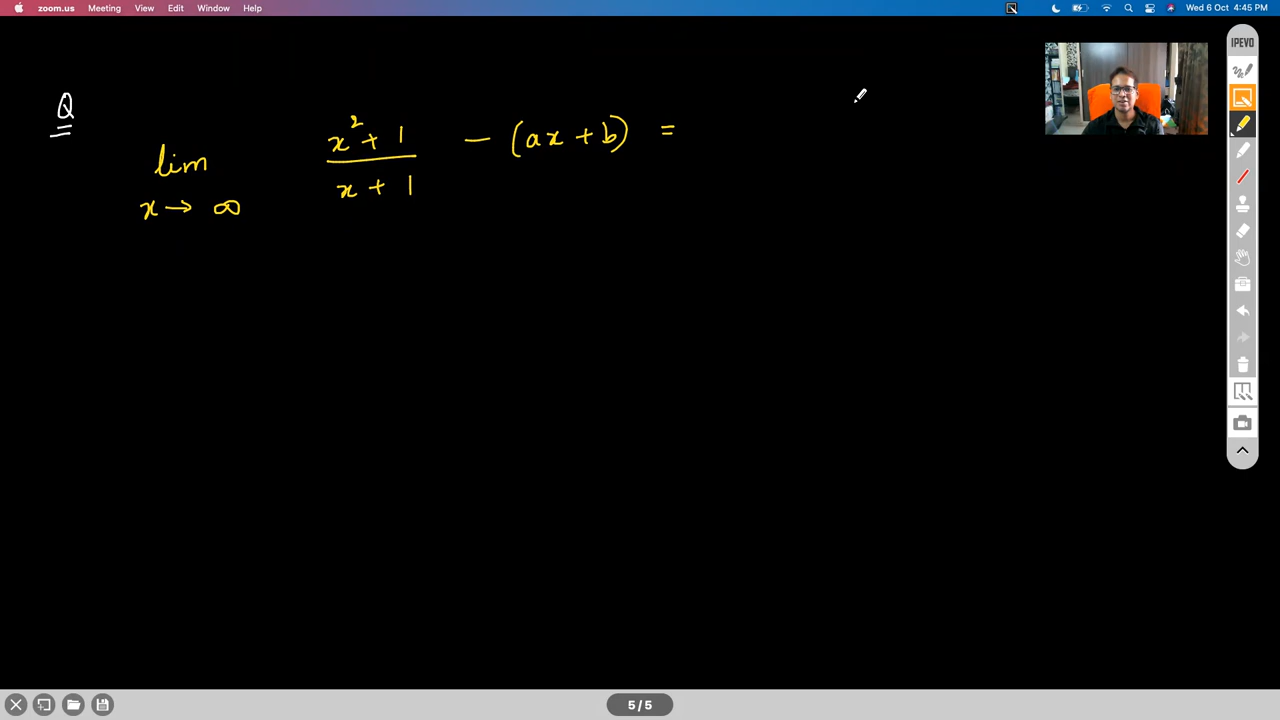 zoom.us Meeting View Edit Window Help Wed 6 Oct 4:45 PM
IPEVO
Q
lim x → ∞ (x² + 1)/(x + 1) − (ax + b) =
5/5